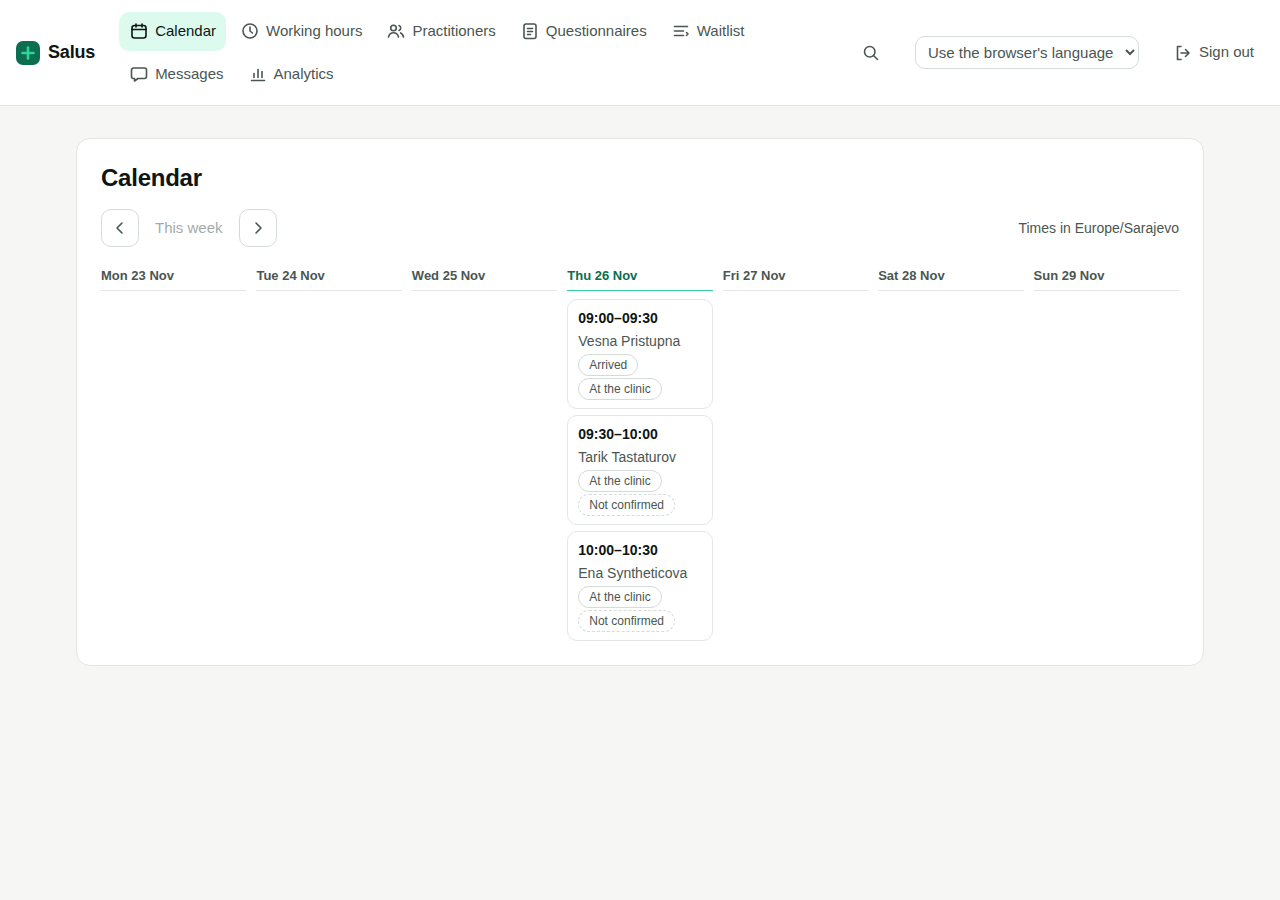 Salus
Calendar
Working hours
Practitioners
Questionnaires
Waitlist
Messages
Analytics
Use the browser's language
Sign out
Calendar
This week
Times in Europe/Sarajevo
Mon 23 Nov
Tue 24 Nov
Wed 25 Nov
Thu 26 Nov
Fri 27 Nov
Sat 28 Nov
Sun 29 Nov
09:00–09:30
Vesna Pristupna
Arrived
At the clinic
09:30–10:00
Tarik Tastaturov
At the clinic
Not confirmed
10:00–10:30
Ena Syntheticova
At the clinic
Not confirmed